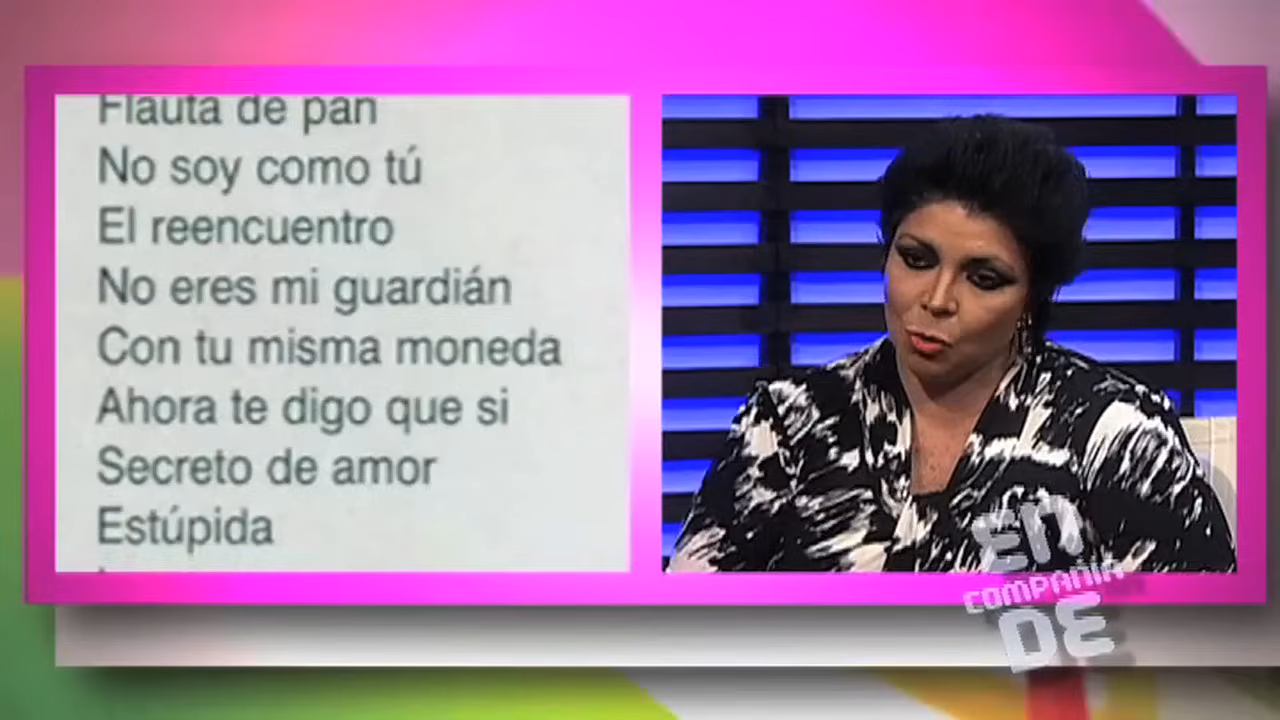 Flauta de pan
No soy como tú
El reencuentro
No eres mi guardián
Con tu misma moneda
Ahora te digo que si
Secreto de amor
Estúpida
EN
COMPAÑIA
DE